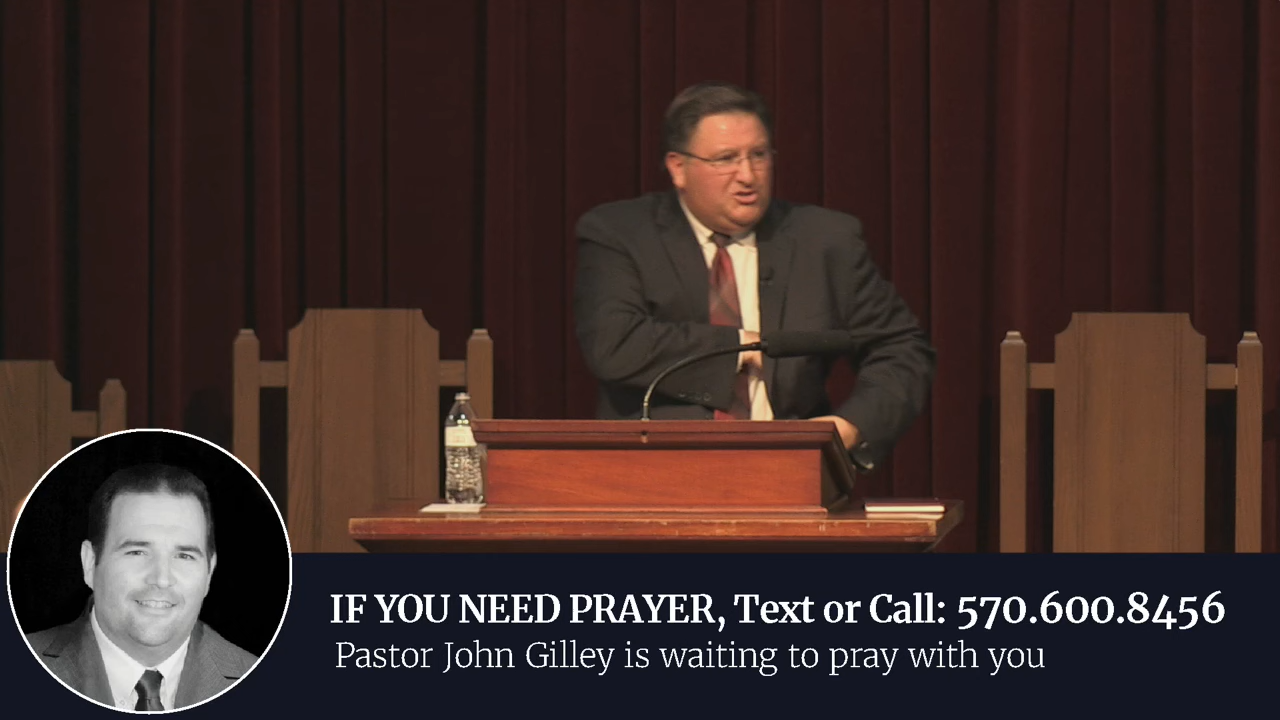 IF YOU NEED PRAYER, Text or Call: 570.600.8456
Pastor John Gilley is waiting to pray with you